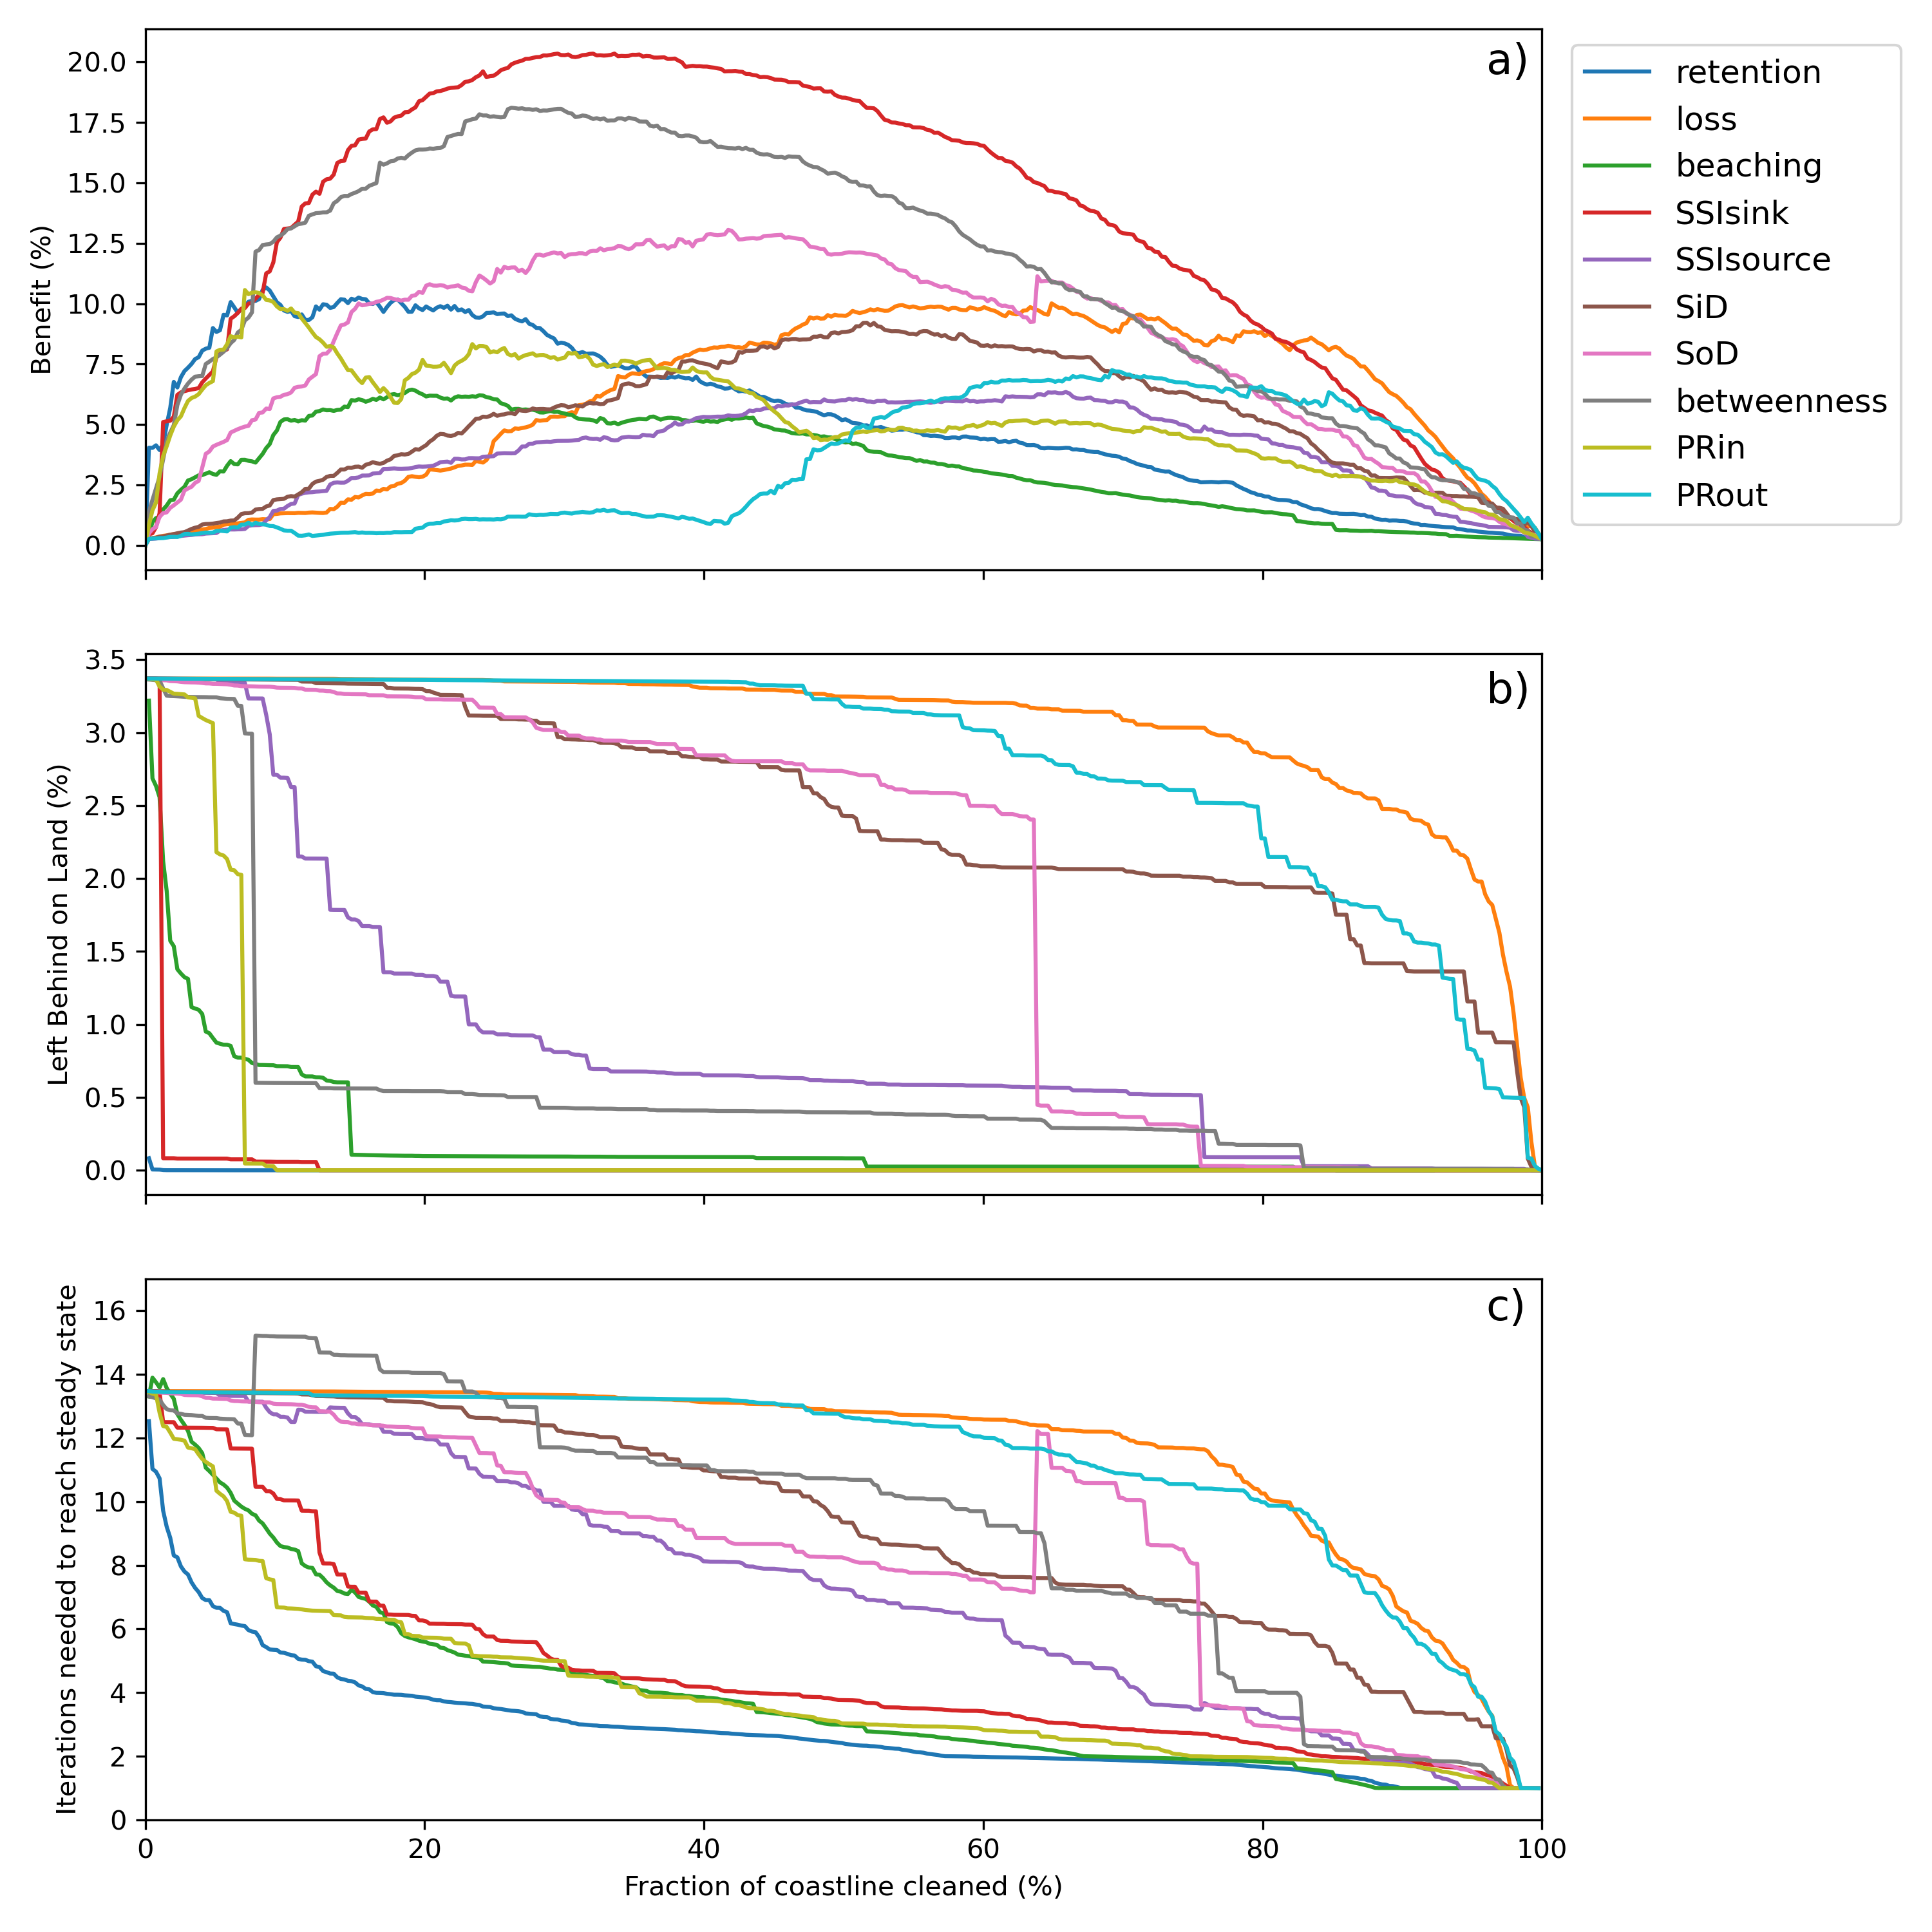 a)
20.0
17.5
15.0
12.5
10.0
7.5
5.0
2.5
0.0
Benefit (%)
retention
loss
beaching
SSIsink
SSIsource
SiD
SoD
betweenness
PRin
PRout
b)
3.5
3.0
2.5
2.0
1.5
1.0
0.5
0.0
Left Behind on Land (%)
c)
16
14
12
10
8
6
4
2
0
Iterations needed to reach steady state
0 20 40 60 80 100
Fraction of coastline cleaned (%)